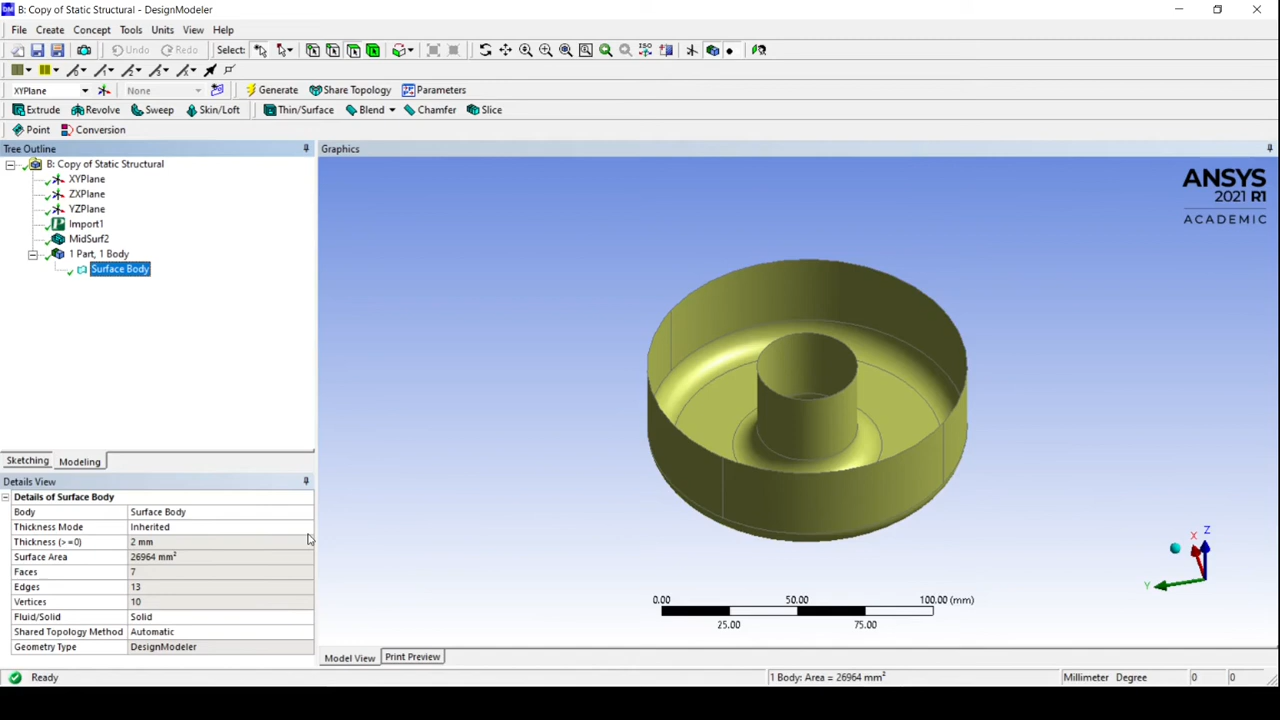 B: Copy of Static Structural - DesignModeler
File Create Concept Tools Units View Help
Undo Redo Select:
XYPlane None Generate Share Topology Parameters
Extrude Revolve Sweep Skin/Loft Thin/Surface Blend Chamfer Slice
Point Conversion
Tree Outline
Graphics
B: Copy of Static Structural
XYPlane
ZXPlane
YZPlane
Import1
MidSurf2
1 Part, 1 Body
Surface Body
ANSYS
2021 R1
ACADEMIC
Sketching Modeling
Details View
Details of Surface Body
Body Surface Body
Thickness Mode Inherited
Thickness (>=0) 2 mm
Surface Area 26964 mm²
Faces 7
Edges 13
Vertices 10
Fluid/Solid Solid
Shared Topology Method Automatic
Geometry Type DesignModeler
Z
X
Y
0.00 50.00 100.00 (mm)
25.00 75.00
Model View Print Preview
Ready 1 Body: Area = 26964 mm² Millimeter Degree 0 0